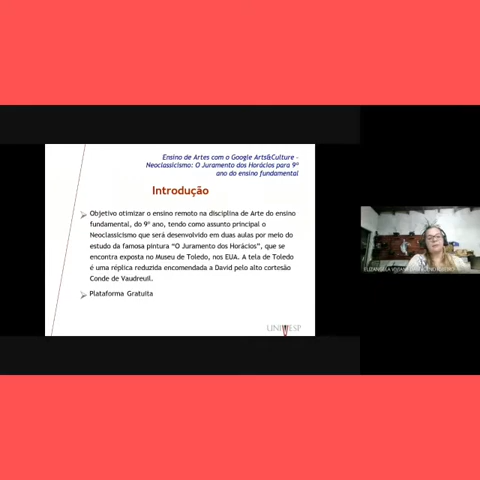 Ensino de Artes com o Google Arts&Culture -
Neoclassicismo: O Juramento dos Horácios para 9º
ano do ensino fundamental
Introdução
Objetivo otimizar o ensino remoto na disciplina de Arte do ensino
fundamental, do 9º ano, tendo como assunto principal o
Neoclassicismo que será desenvolvido em duas aulas por meio do
estudo da famosa pintura “O Juramento dos Horácios”, que se
encontra exposta no Museu de Toledo, nos EUA. A tela de Toledo
é uma réplica reduzida encomendada a David pelo alto cortesão
Conde de Vaudreuil.
Plataforma Gratuita
UNIVESP